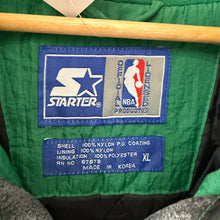 STARTER
OFFICIAL
NBA
LICENSED
PRODUCT
SHELL 100% NYLON P.U. COATING
LINING 100% NYLON
INSULATION 100% POLYESTER
RN NO 67878
MADE IN KOREA
XL